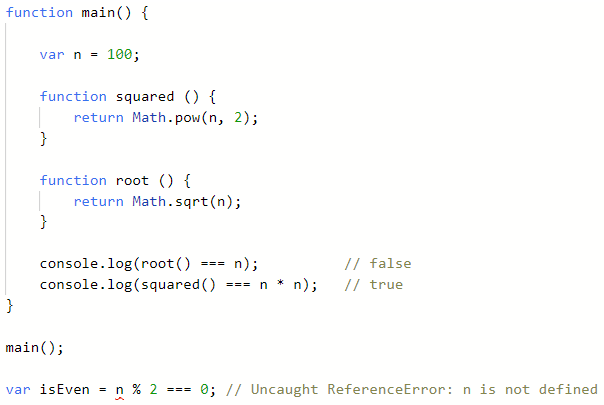 function main() {
var n = 100;
function squared () {
return Math.pow(n, 2);
}
function root () {
return Math.sqrt(n);
}
console.log(root() === n); // false
console.log(squared() === n * n); // true
}
main();
var isEven = n % 2 === 0; // Uncaught ReferenceError: n is not defined